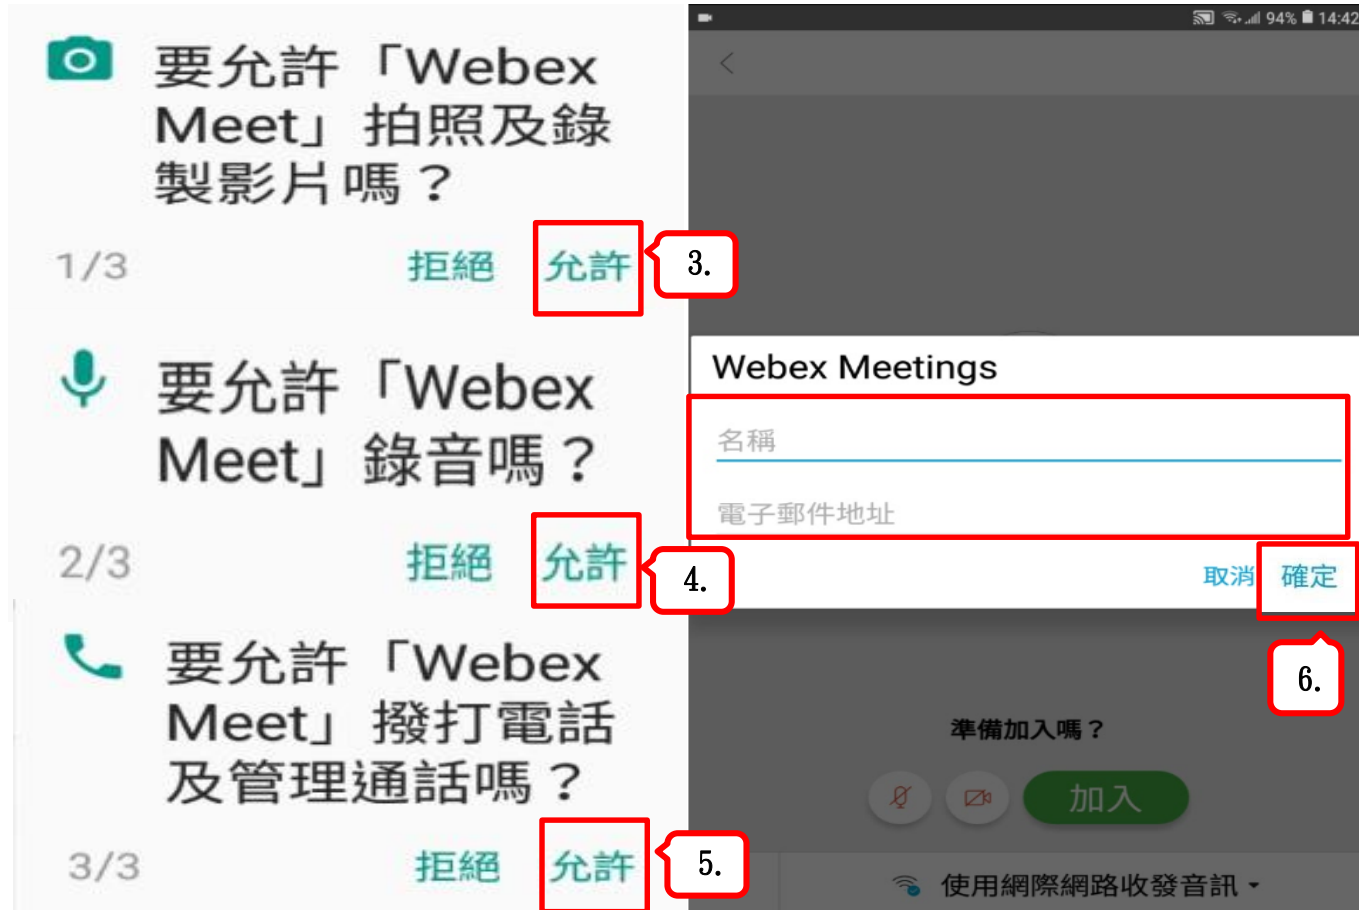 要允許「Webex
Meet」拍照及錄
製影片嗎？
1/3 拒絕 允許
3.
要允許「Webex
Meet」錄音嗎？
2/3 拒絕 允許
4.
要允許「Webex
Meet」撥打電話
及管理通話嗎？
3/3 拒絕 允許
5.
94% 14:42
Webex Meetings
名稱
電子郵件地址
取消 確定
6.
準備加入嗎？
加入
使用網際網路收發音訊